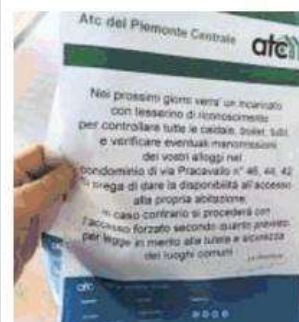 Atc del Piemonte Centrale
atc
Nei prossimi giorni verra' un incaricato
con tesserino di riconoscimento
per controllare tutte le caldaie, boiler, tubi,
e verificare eventuali manomissioni
dei vostri alloggi nel
condominio di via Pracavallo n° 46, 44, 42
si prega di dare la disponibilità all'accesso
alla propria abitazione,
in caso contrario si procederà con
l'accesso forzato secondo quanto previsto
per legge in merito alla tutela e sicurezza
dei luoghi comuni
atc